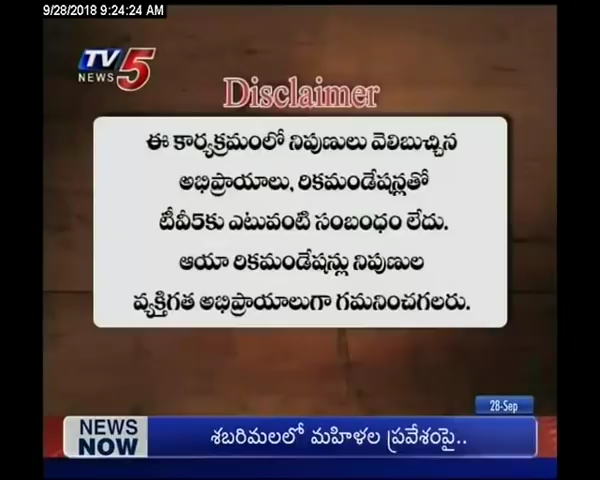 9/28/2018 9:24:24 AM
TV5
NEWS
Disclaimer
ఈ కార్యక్రమంలో నిపుణులు వెలిబుచ్చిన
అభిప్రాయాలు, రికమండేషన్లతో
టీవీ5కు ఎటువంటి సంబంధం లేదు.
ఆయా రికమండేషన్లు నిపుణుల
వ్యక్తిగత అభిప్రాయాలుగా గమనించగలరు.
28-Sep
NEWS NOW
శబరిమలలో మహిళల ప్రవేశంపై..